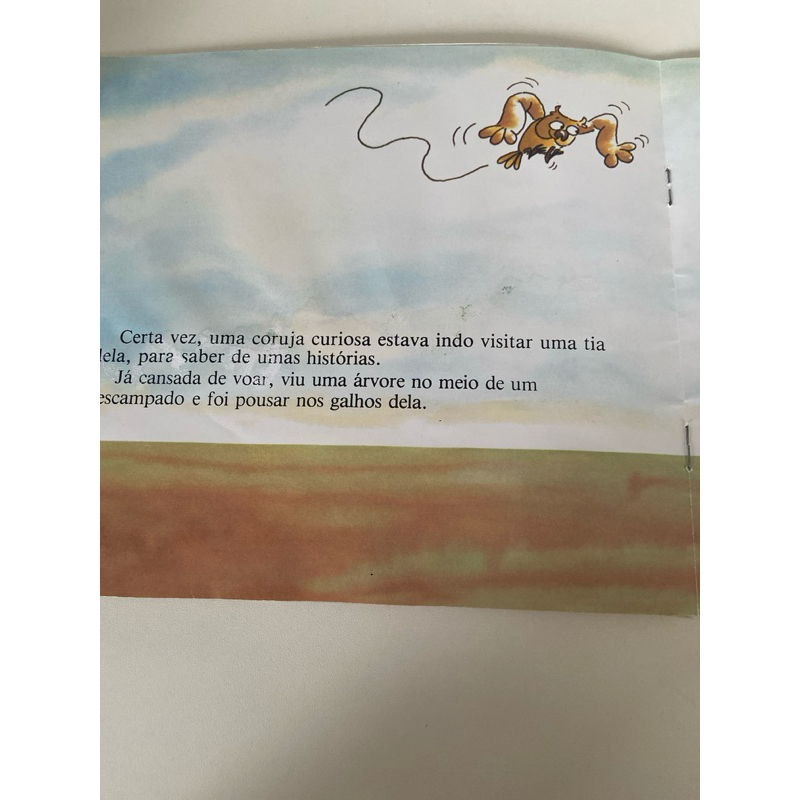 Certa vez, uma coruja curiosa estava indo visitar uma tia
dela, para saber de umas histórias.
Já cansada de voar, viu uma árvore no meio de um
escampado e foi pousar nos galhos dela.